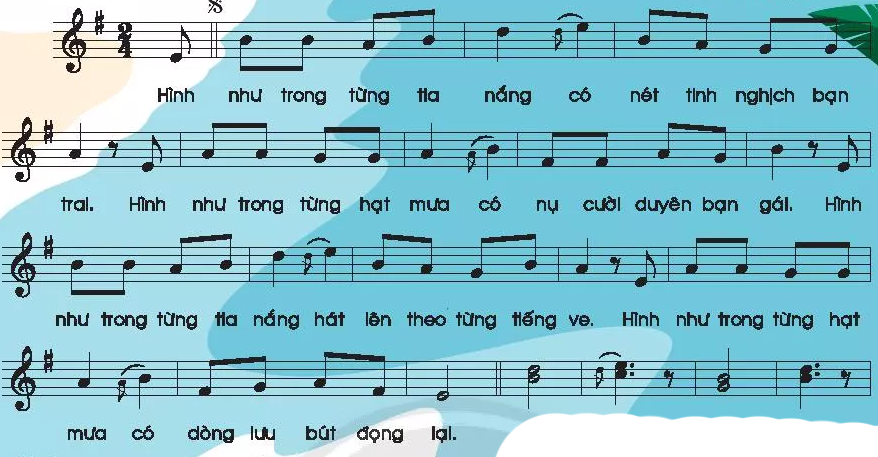 2
4
Hình như trong từng tia nắng có nét tinh nghịch bạn
trai. Hình như trong từng hạt mưa có nụ cười duyên bạn gái. Hình
như trong từng tia nắng hát lên theo từng tiếng ve. Hình như trong từng hạt
mưa có dòng lưu bút đọng lại.